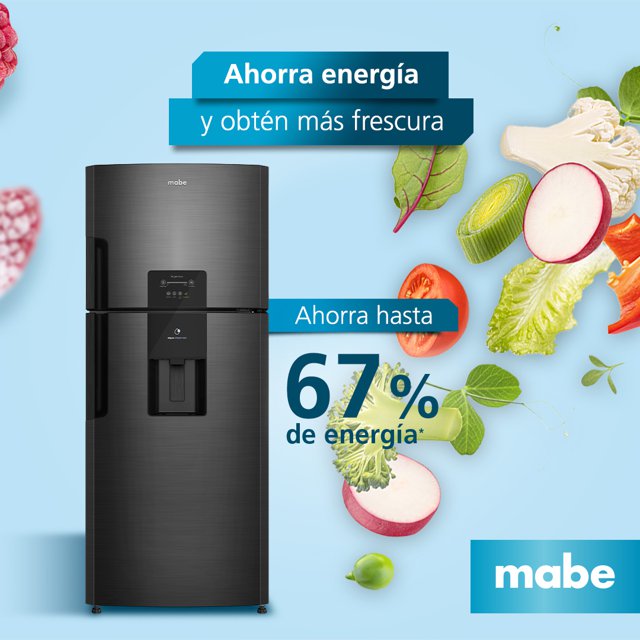 Ahorra energía
y obtén más frescura
mabe
Ahorra hasta
67%
de energía*
mabe